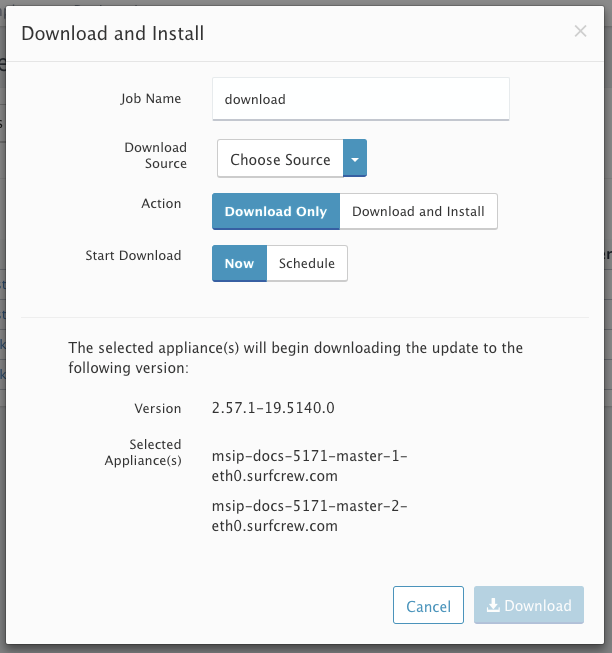 Download and Install
Job Name
download
Download
Source
Choose Source
Action
Download Only
Download and Install
Start Download
Now
Schedule
The selected appliance(s) will begin downloading the update to the
following version:
Version
2.57.1-19.5140.0
Selected
Appliance(s)
msip-docs-5171-master-1-
eth0.surfcrew.com
msip-docs-5171-master-2-
eth0.surfcrew.com
Cancel
Download